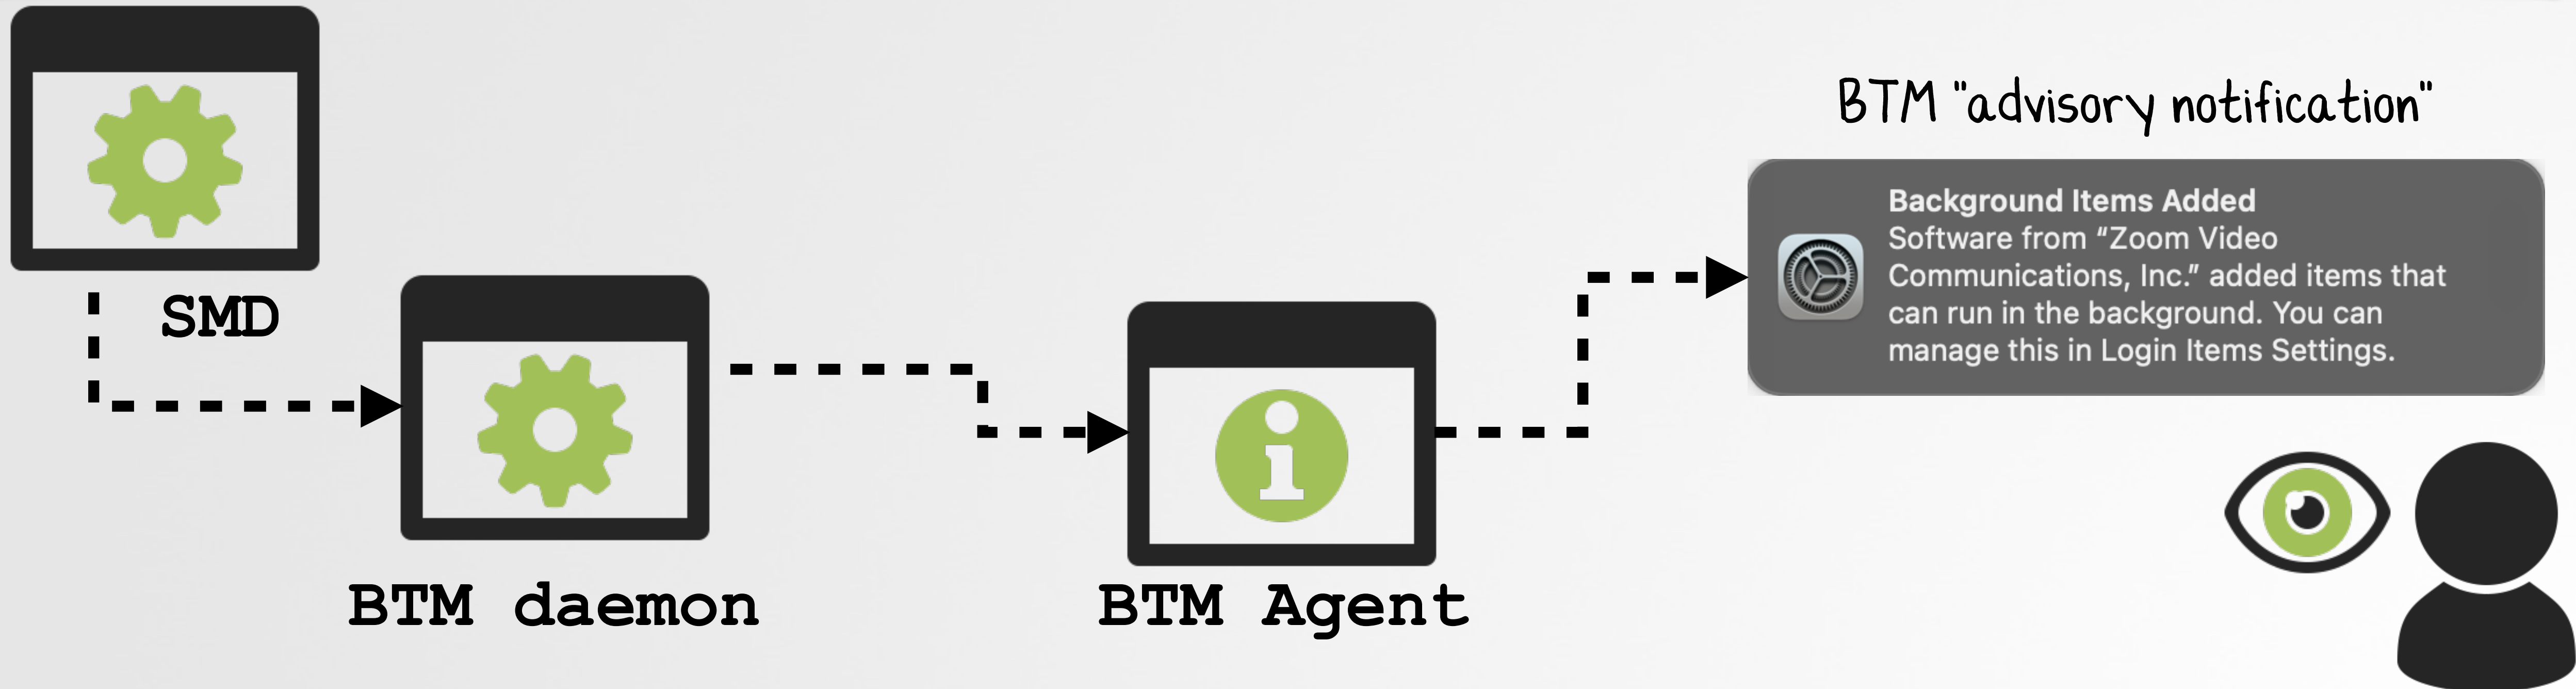 SMD
BTM daemon
BTM Agent
BTM "advisory notification"
Background Items Added
Software from “Zoom Video
Communications, Inc.” added items that
can run in the background. You can
manage this in Login Items Settings.